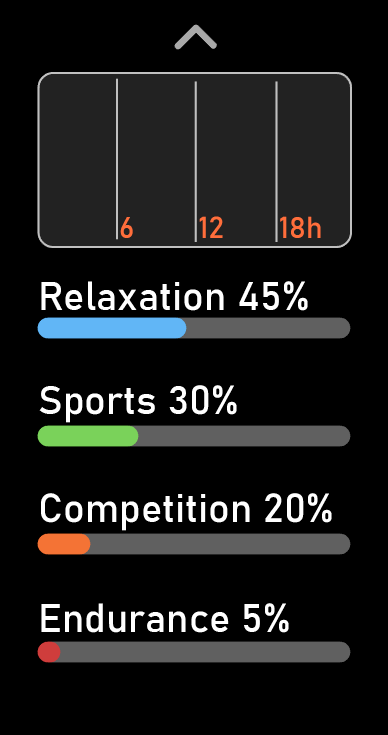 6 12 18h
Relaxation 45%
Sports 30%
Competition 20%
Endurance 5%